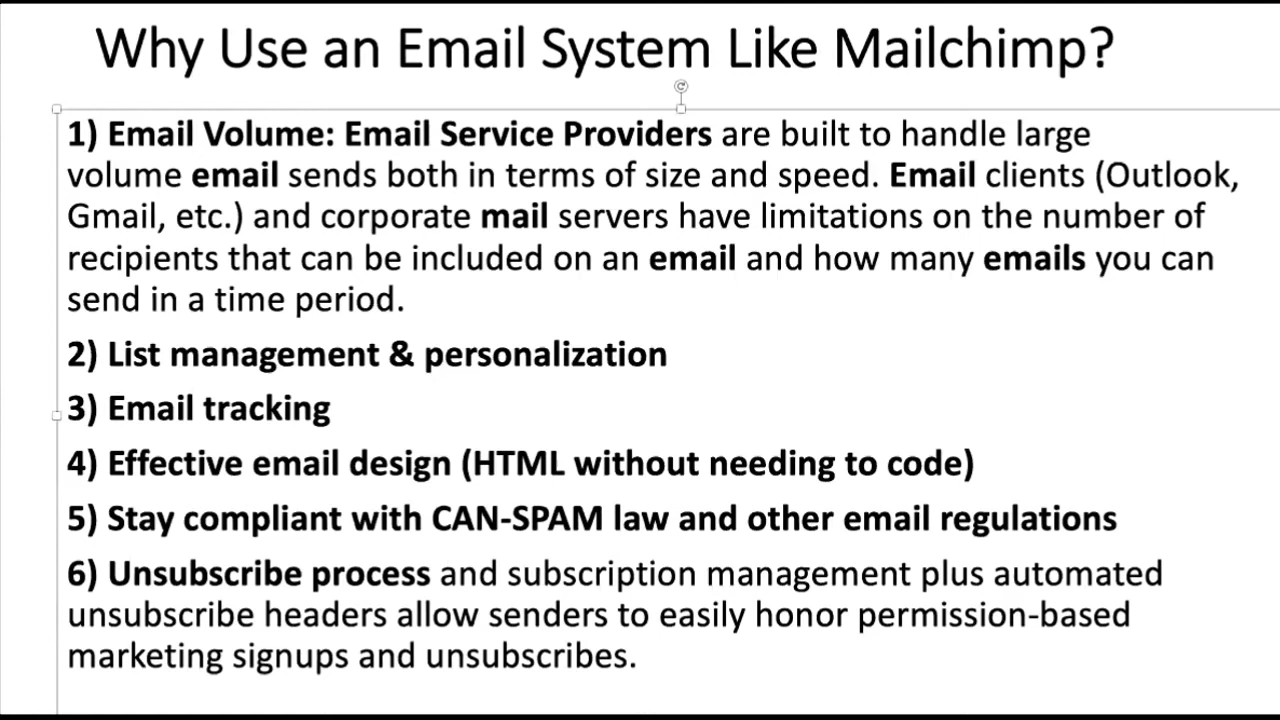 Why Use an Email System Like Mailchimp?
1) Email Volume: Email Service Providers are built to handle large
volume email sends both in terms of size and speed. Email clients (Outlook,
Gmail, etc.) and corporate mail servers have limitations on the number of
recipients that can be included on an email and how many emails you can
send in a time period.
2) List management & personalization
3) Email tracking
4) Effective email design (HTML without needing to code)
5) Stay compliant with CAN-SPAM law and other email regulations
6) Unsubscribe process and subscription management plus automated
unsubscribe headers allow senders to easily honor permission-based
marketing signups and unsubscribes.